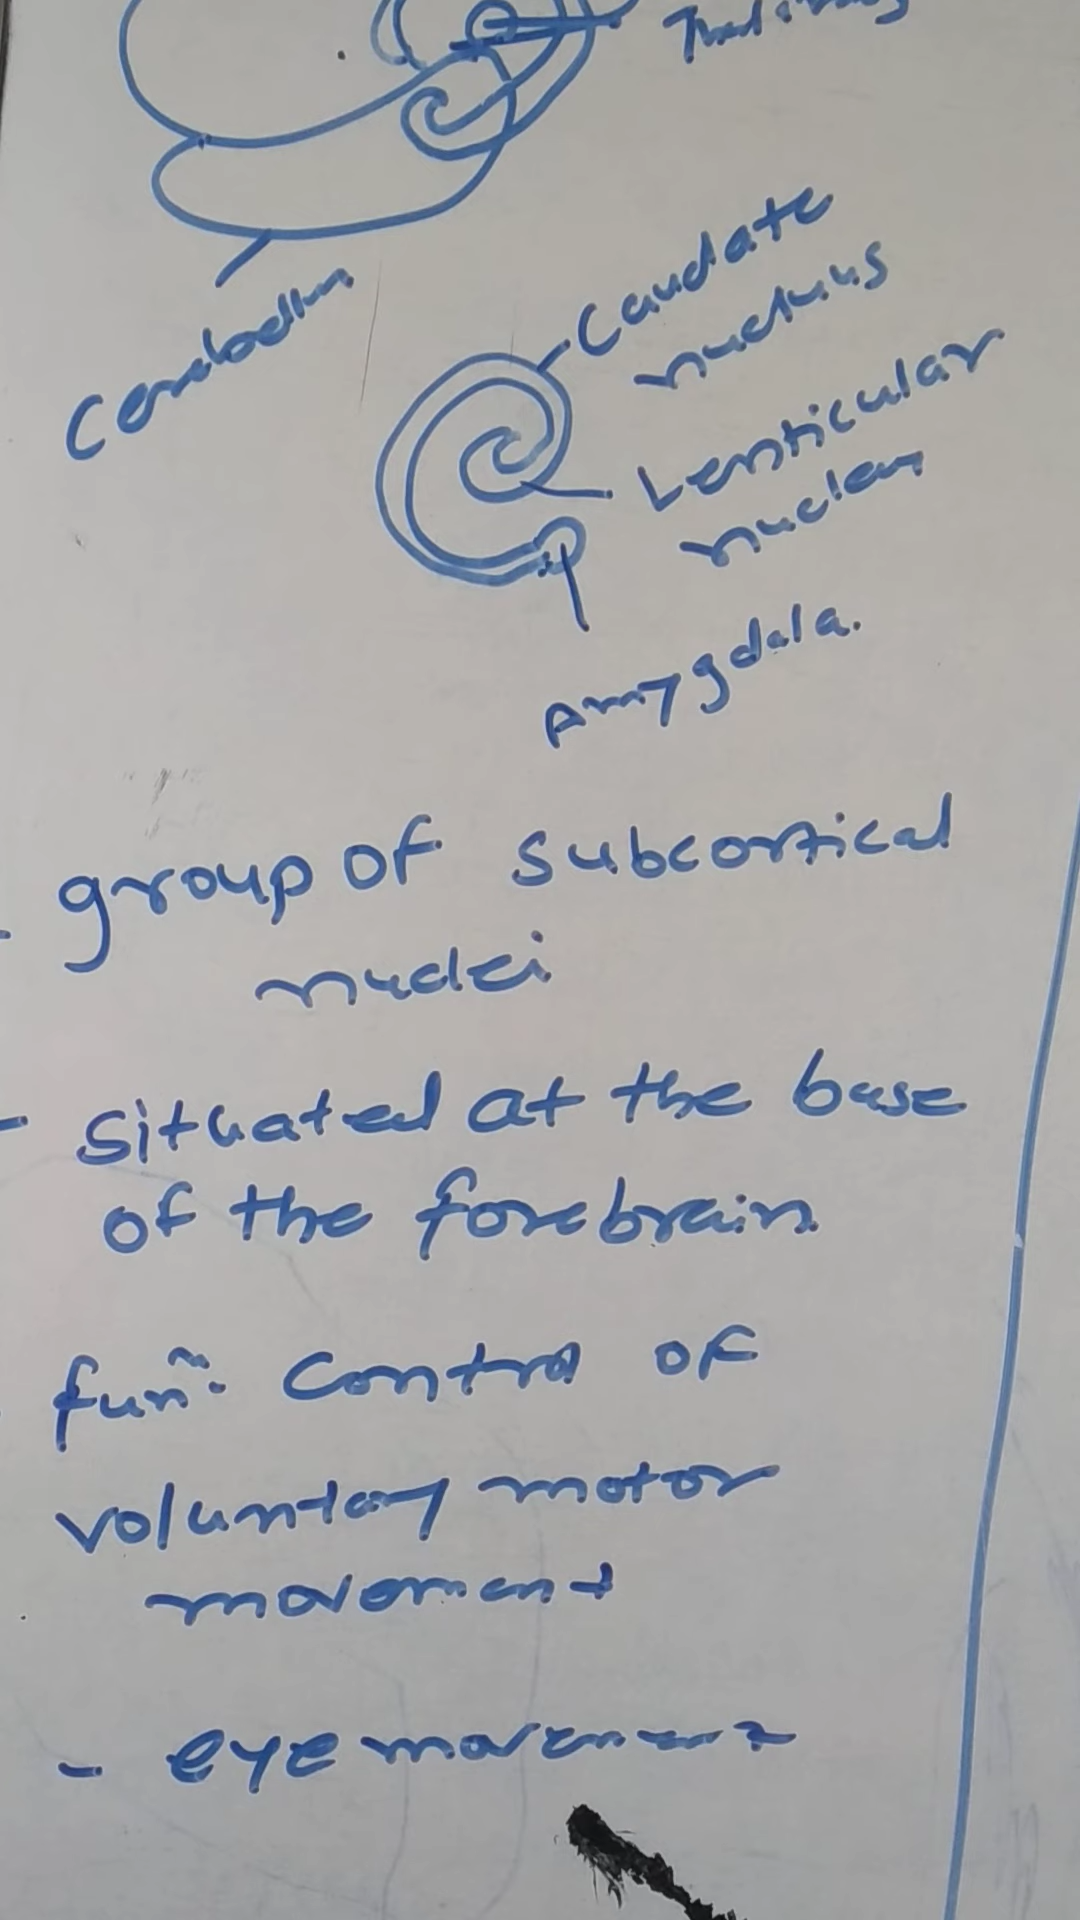 Cerebellum
Caudate
nucleus
Lenticular
nuclear
Amygdala.
- group of subcortical
nuclei
- situated at the base
of the forebrain
funⁿ: Control of
voluntary motor
movement
- eye movement